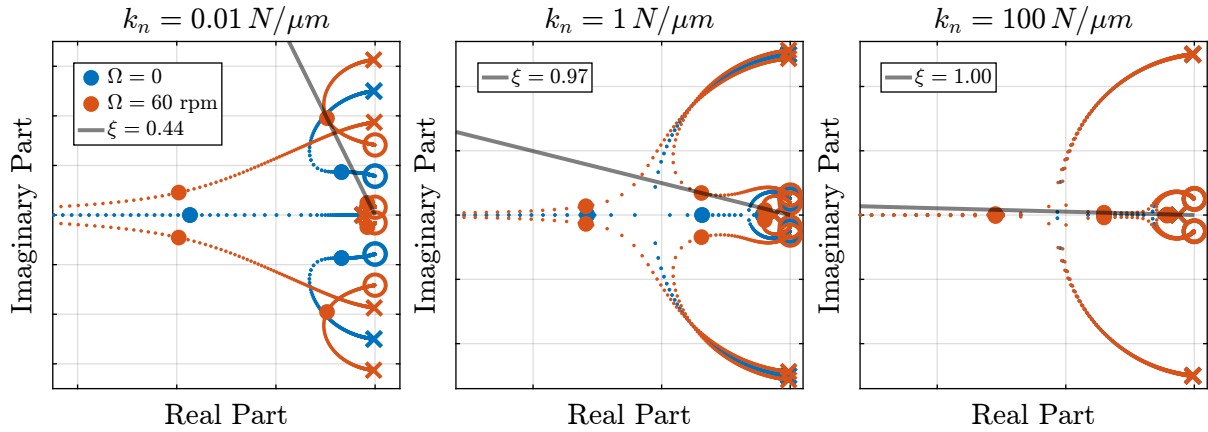 k_n = 0.01 N/μm
Ω = 0
Ω = 60 rpm
ξ = 0.44
Imaginary Part
Real Part
k_n = 1 N/μm
ξ = 0.97
Imaginary Part
Real Part
k_n = 100 N/μm
ξ = 1.00
Imaginary Part
Real Part